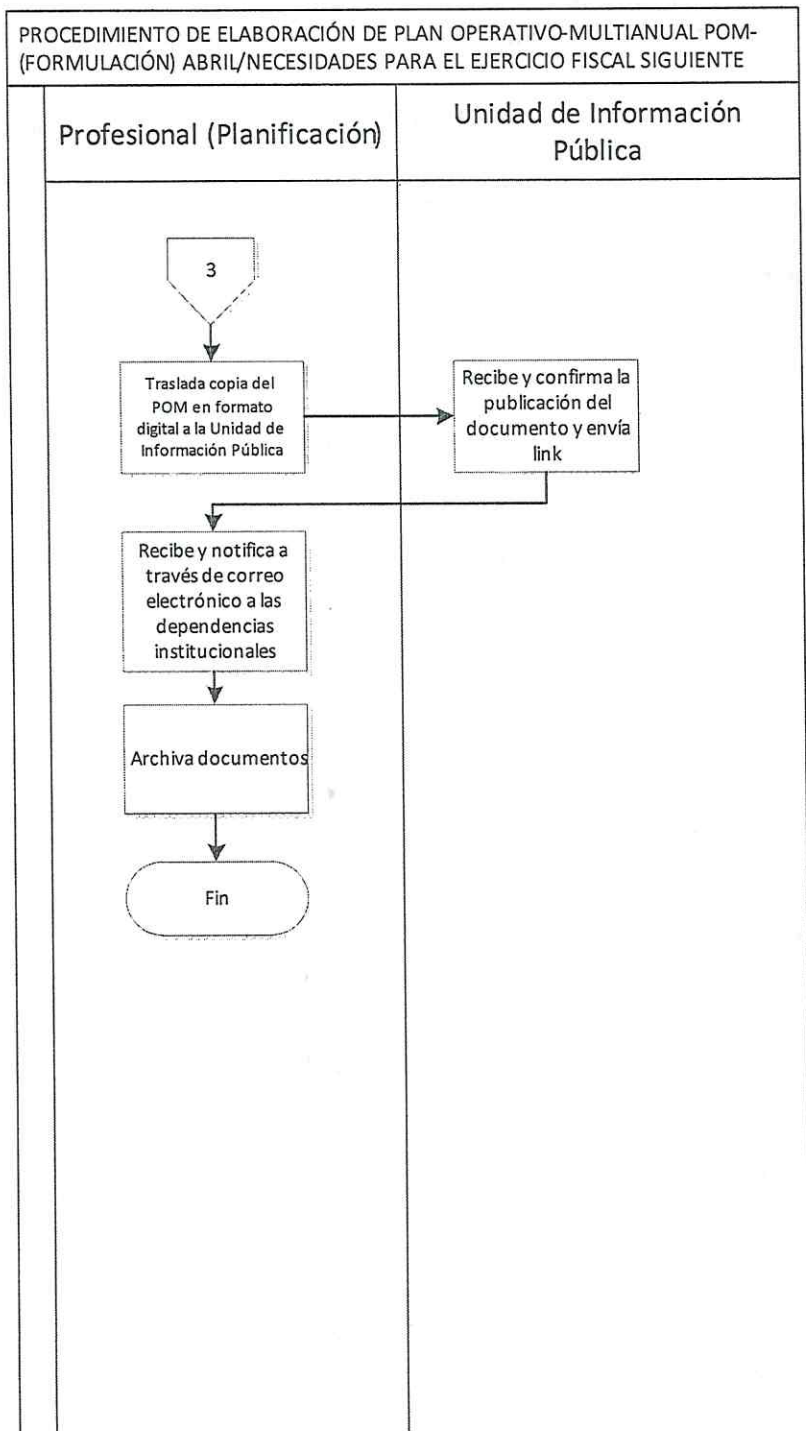 PROCEDIMIENTO DE ELABORACIÓN DE PLAN OPERATIVO-MULTIANUAL POM-
(FORMULACIÓN) ABRIL/NECESIDADES PARA EL EJERCICIO FISCAL SIGUIENTE
Profesional (Planificación)
Unidad de Información
Pública
3
Traslada copia del
POM en formato
digital a la Unidad de
Información Pública
Recibe y confirma la
publicación del
documento y envía
link
Recibe y notifica a
través de correo
electrónico a las
dependencias
institucionales
Archiva documentos
Fin